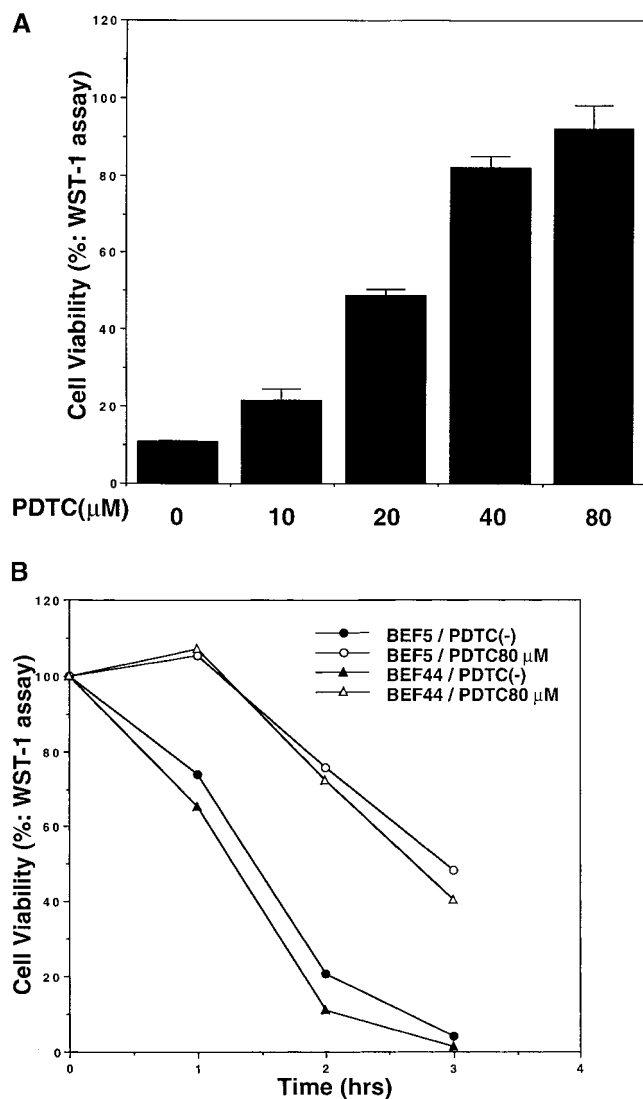 A
Cell Viability (%: WST-1 assay)
120
100
80
60
40
20
0
PDTC(µM) 0 10 20 40 80
B
Cell Viability (%: WST-1 assay)
120
100
80
60
40
20
0
BEF5 / PDTC(-)
BEF5 / PDTC80 µM
BEF44 / PDTC(-)
BEF44 / PDTC80 µM
0 1 2 3 4
Time (hrs)